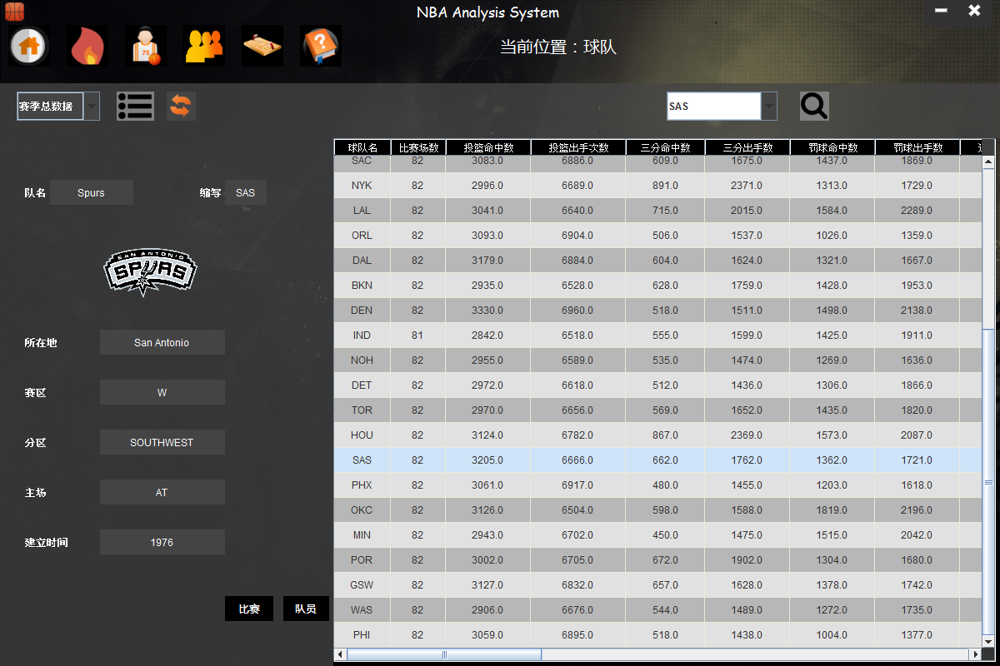 NBA Analysis System
当前位置：球队
赛季总数据
SAS
队名 Spurs 缩写 SAS
SAN ANTONIO
SPURS
所在地 San Antonio
赛区 W
分区 SOUTHWEST
主场 AT
建立时间 1976
比赛 队员
球队名 比赛场数 投篮命中数 投篮出手次数 三分命中数 三分出手数 罚球命中数 罚球出手数
SAC 82 3083.0 6886.0 609.0 1675.0 1437.0 1869.0
NYK 82 2996.0 6689.0 891.0 2371.0 1313.0 1729.0
LAL 82 3041.0 6640.0 715.0 2015.0 1584.0 2289.0
ORL 82 3093.0 6904.0 506.0 1537.0 1026.0 1359.0
DAL 82 3179.0 6884.0 604.0 1624.0 1321.0 1667.0
BKN 82 2935.0 6528.0 628.0 1759.0 1428.0 1953.0
DEN 82 3330.0 6960.0 518.0 1511.0 1498.0 2138.0
IND 81 2842.0 6518.0 555.0 1599.0 1425.0 1911.0
NOH 82 2955.0 6589.0 535.0 1474.0 1269.0 1636.0
DET 82 2972.0 6618.0 512.0 1436.0 1306.0 1866.0
TOR 82 2970.0 6656.0 569.0 1652.0 1435.0 1820.0
HOU 82 3124.0 6782.0 867.0 2369.0 1573.0 2087.0
SAS 82 3205.0 6666.0 662.0 1762.0 1362.0 1721.0
PHX 82 3061.0 6917.0 480.0 1455.0 1203.0 1618.0
OKC 82 3126.0 6504.0 598.0 1588.0 1819.0 2196.0
MIN 82 2943.0 6702.0 450.0 1475.0 1515.0 2042.0
POR 82 3002.0 6705.0 672.0 1902.0 1304.0 1680.0
GSW 82 3127.0 6832.0 657.0 1628.0 1378.0 1742.0
WAS 82 2906.0 6676.0 544.0 1489.0 1272.0 1735.0
PHI 82 3059.0 6895.0 518.0 1438.0 1004.0 1377.0